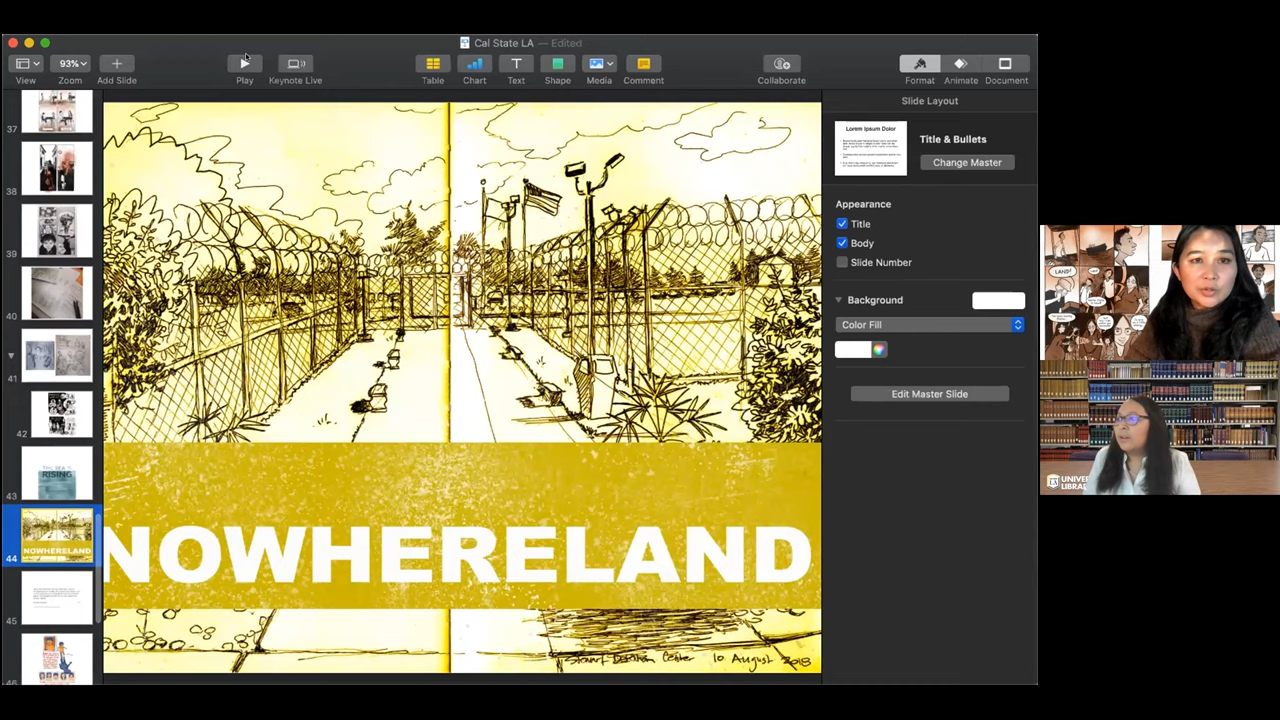 Cal State LA — Edited
93%
View
Zoom
Add Slide
Play
Keynote Live
Table
Chart
Text
Shape
Media
Comment
Collaborate
Format
Animate
Document
37
38
39
40
41
42
43
THE SEA IS
RISING
44
NOWHERELAND
45
NOWHERELAND
Stewart Detention Center 10 August 2018
Slide Layout
Lorem Ipsum Dolor
Title & Bullets
Change Master
Appearance
Title
Body
Slide Number
Background
Color Fill
Edit Master Slide
LAND!
LA
UNIVER
LIBRA